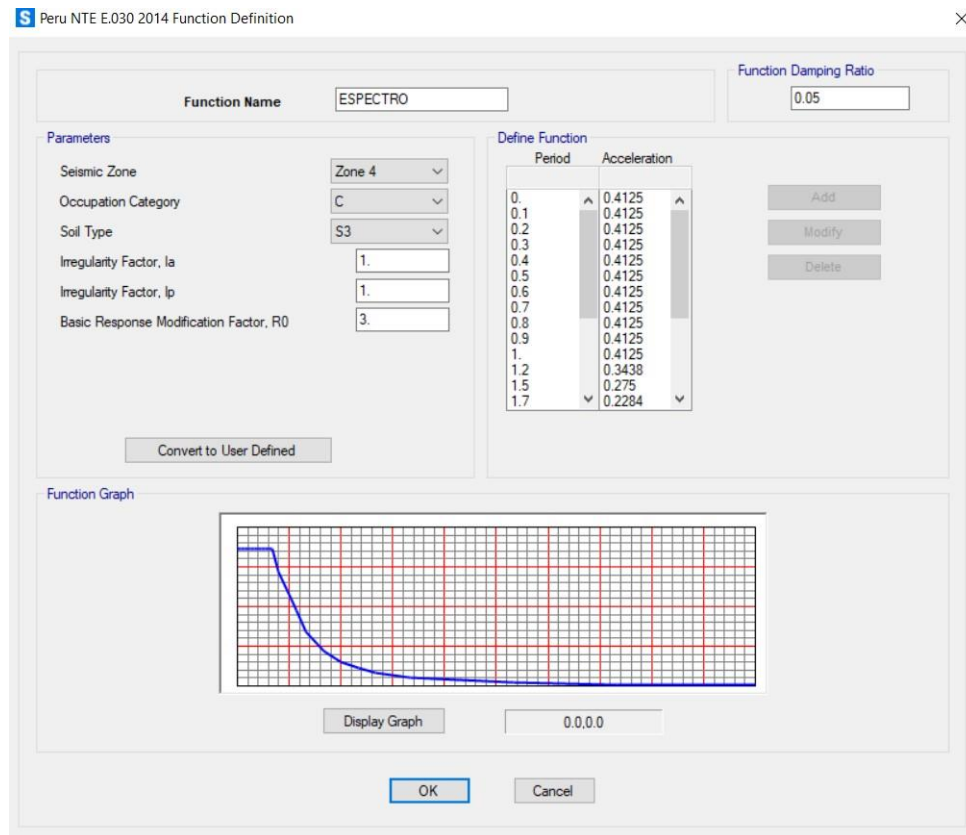 S Peru NTE E.030 2014 Function Definition
Function Damping Ratio
Function Name ESPECTRO 0.05
Parameters
Seismic Zone Zone 4
Occupation Category C
Soil Type S3
Irregularity Factor, Ia 1.
Irregularity Factor, Ip 1.
Basic Response Modification Factor, R0 3.
Convert to User Defined
Define Function
Period Acceleration
0. 0.4125
0.1 0.4125
0.2 0.4125
0.3 0.4125
0.4 0.4125
0.5 0.4125
0.6 0.4125
0.7 0.4125
0.8 0.4125
0.9 0.4125
1. 0.4125
1.2 0.3438
1.5 0.275
1.7 0.2284
Add
Modify
Delete
Function Graph
Display Graph 0.0,0.0
OK Cancel